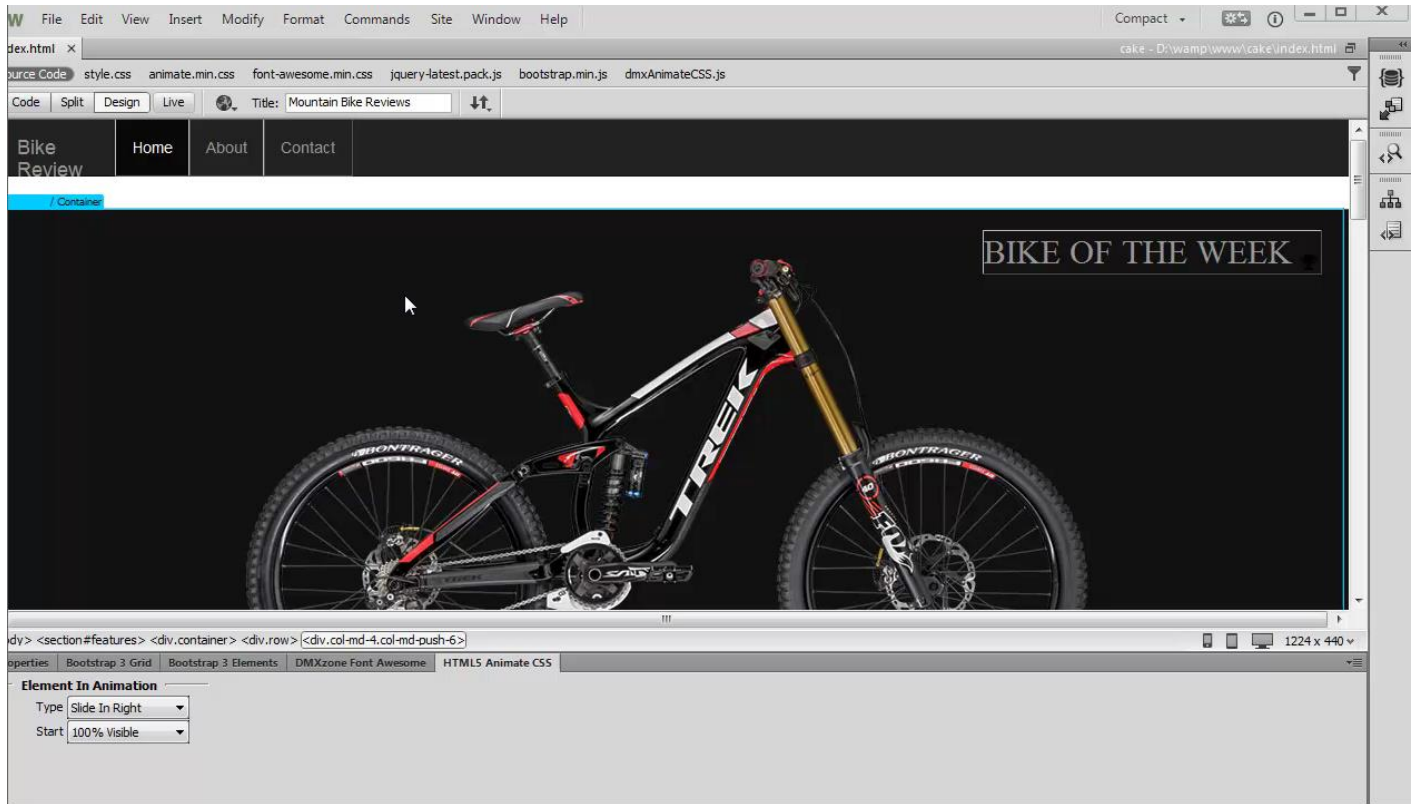 W File Edit View Insert Modify Format Commands Site Window Help Compact
dex.html × cake - D:\wamp\www\cake\index.html
ource Code style.css animate.min.css font-awesome.min.css jquery-latest.pack.js bootstrap.min.js dmxAnimateCSS.js
Code Split Design Live Title: Mountain Bike Reviews
Bike Home About Contact
Review
/ Container
BIKE OF THE WEEK
BONTRAGER BONTRAGER
TREK
dy> <section#features> <div.container> <div.row> <div.col-md-4.col-md-push-6> 1224 x 440
operties Bootstrap 3 Grid Bootstrap 3 Elements DMXzone Font Awesome HTML5 Animate CSS
Element In Animation
Type Slide In Right
Start 100% Visible